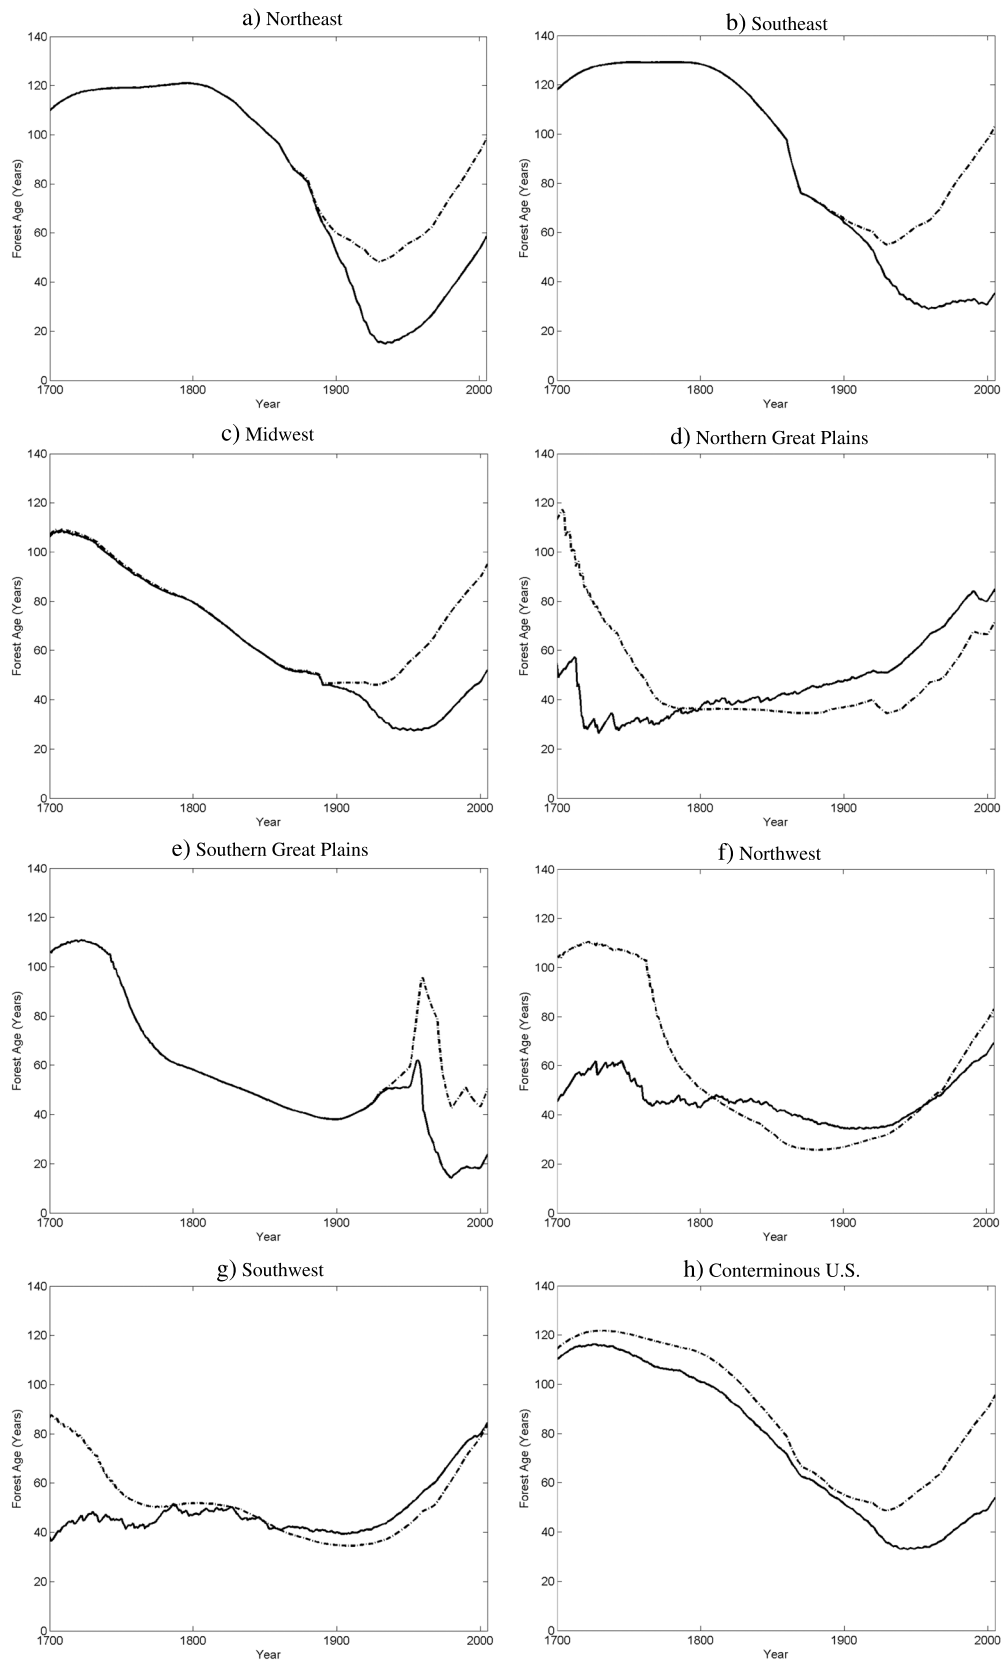 a) Northeast
140
120
100
80
60
40
20
0
Forest Age (Years)
1700 1800 1900 2000
Year
b) Southeast
140
120
100
80
60
40
20
0
Forest Age (Years)
1700 1800 1900 2000
Year
c) Midwest
140
120
100
80
60
40
20
0
Forest Age (Years)
1700 1800 1900 2000
Year
d) Northern Great Plains
140
120
100
80
60
40
20
0
Forest Age (Years)
1700 1800 1900 2000
Year
e) Southern Great Plains
140
120
100
80
60
40
20
0
Forest Age (Years)
1700 1800 1900 2000
Year
f) Northwest
140
120
100
80
60
40
20
0
Forest Age (Years)
1700 1800 1900 2000
Year
g) Southwest
140
120
100
80
60
40
20
0
Forest Age (Years)
1700 1800 1900 2000
Year
h) Conterminous U.S.
140
120
100
80
60
40
20
0
Forest Age (Years)
1700 1800 1900 2000
Year